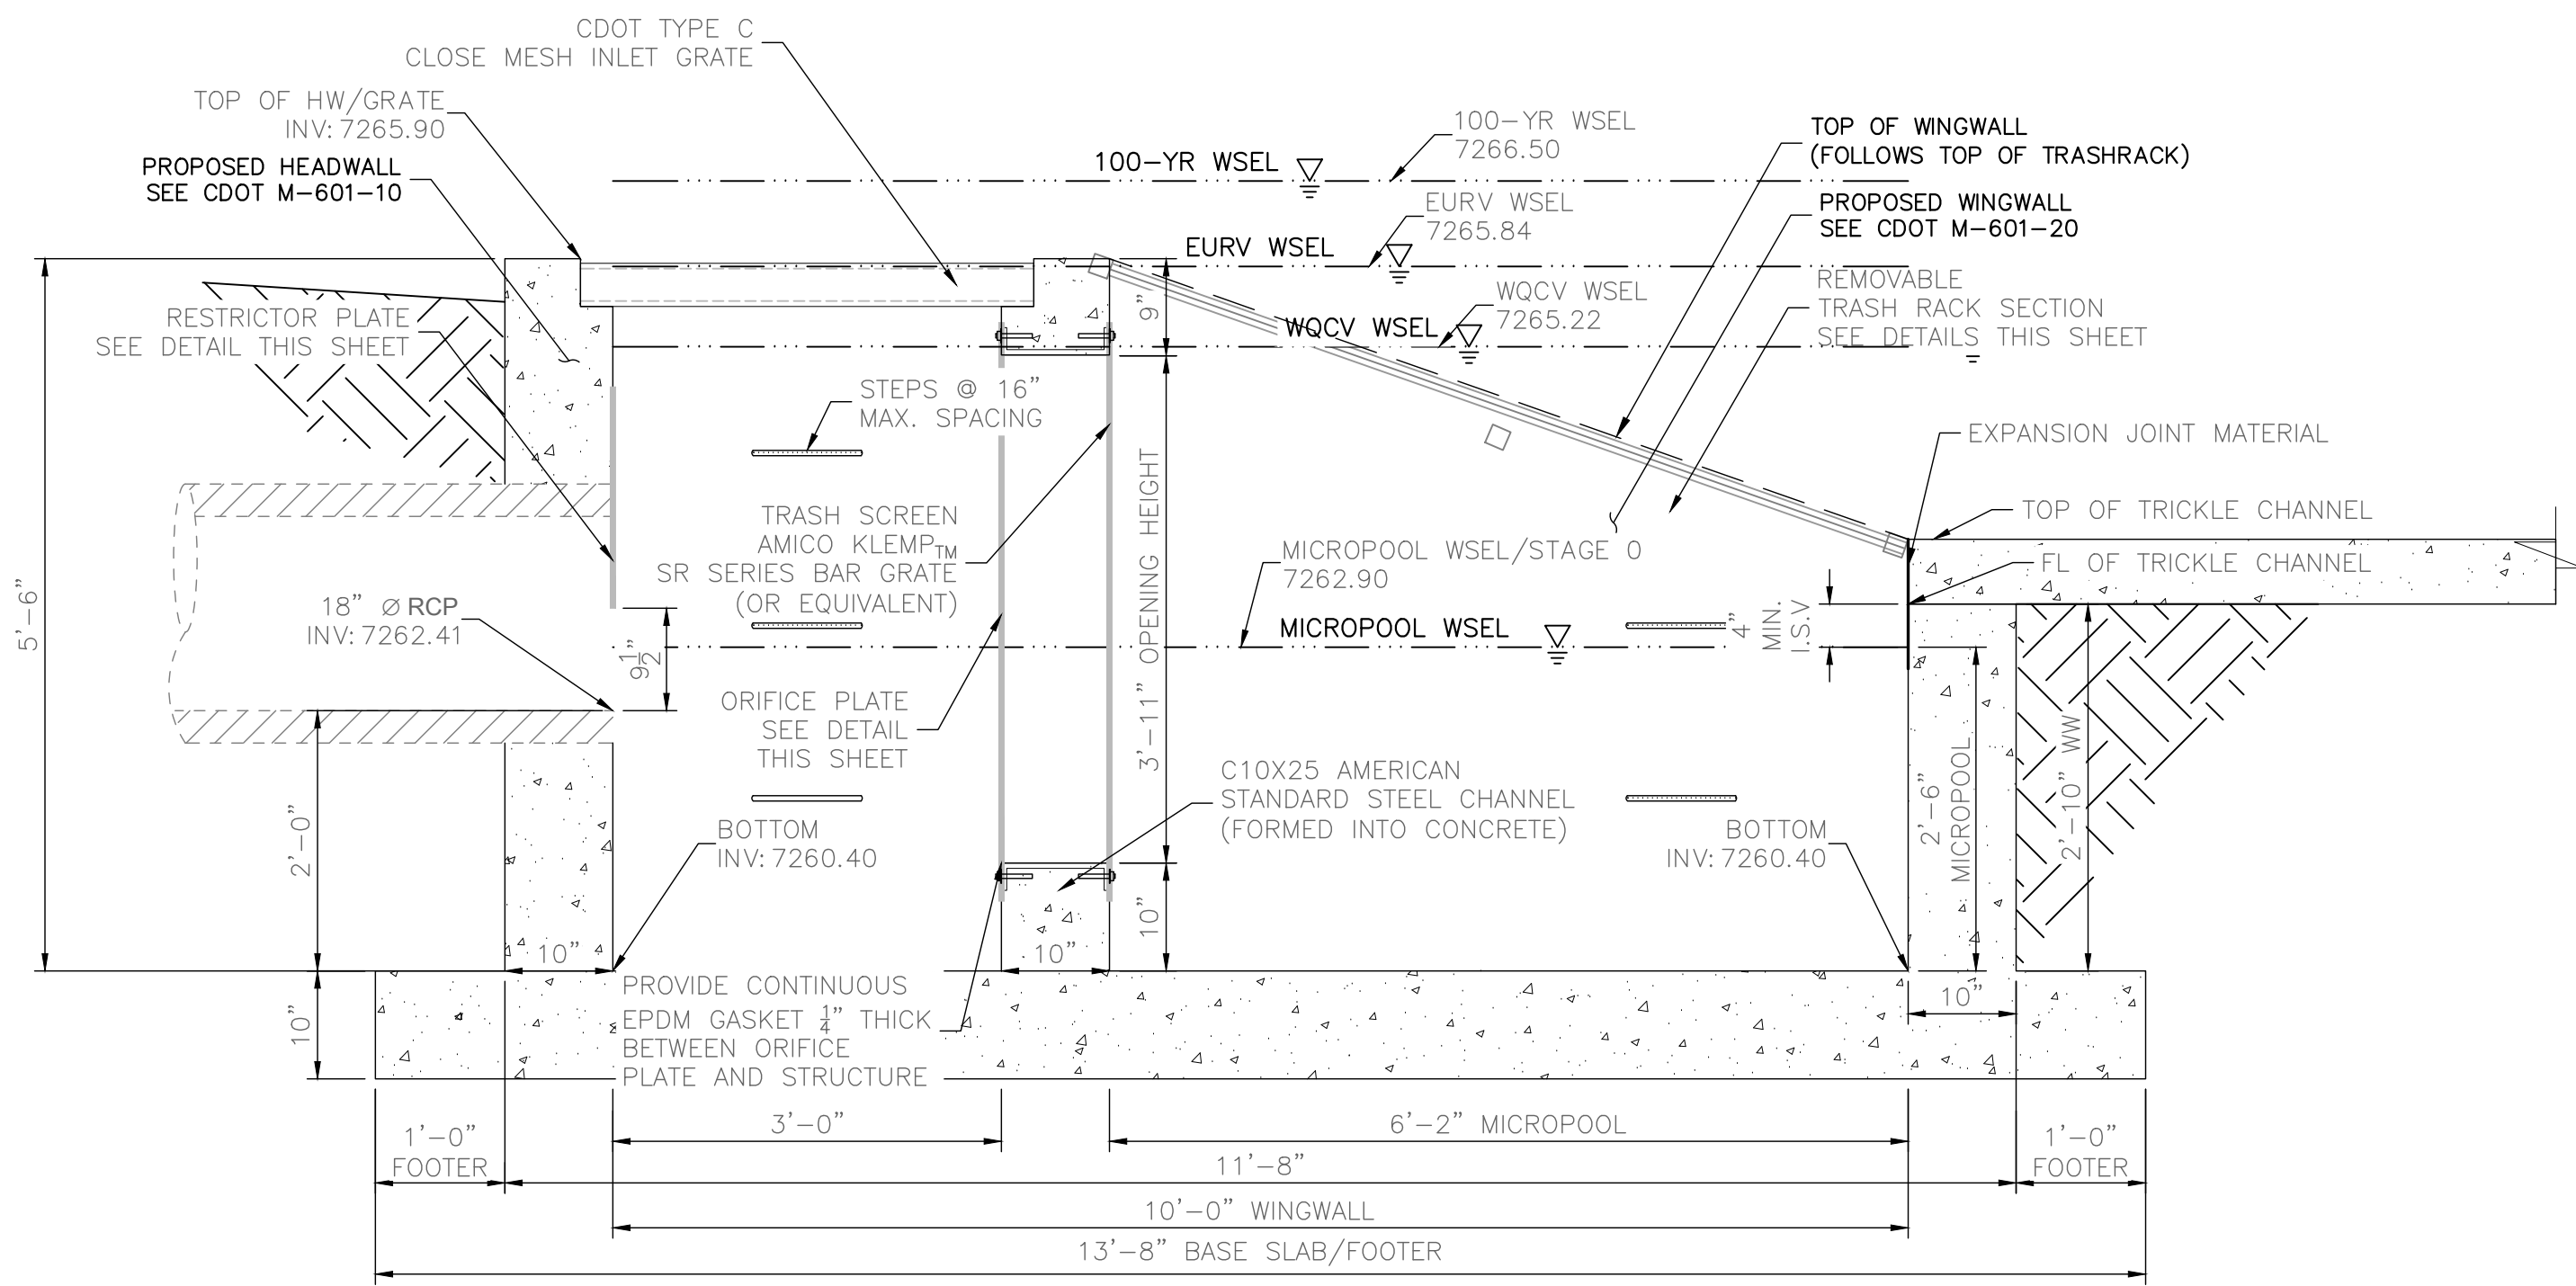 CDOT TYPE C
CLOSE MESH INLET GRATE
TOP OF HW/GRATE
INV: 7265.90
PROPOSED HEADWALL
SEE CDOT M-601-10
RESTRICTOR PLATE
SEE DETAIL THIS SHEET
100-YR WSEL
100-YR WSEL
7266.50
TOP OF WINGWALL
(FOLLOWS TOP OF TRASHRACK)
EURV WSEL
EURV WSEL
7265.84
PROPOSED WINGWALL
SEE CDOT M-601-20
WQCV WSEL
WQCV WSEL
7265.22
REMOVABLE
TRASH RACK SECTION
SEE DETAILS THIS SHEET
9"
STEPS @ 16"
MAX. SPACING
EXPANSION JOINT MATERIAL
TOP OF TRICKLE CHANNEL
FL OF TRICKLE CHANNEL
TRASH SCREEN
AMICO KLEMP™
SR SERIES BAR GRATE
(OR EQUIVALENT)
3'-11" OPENING HEIGHT
MICROPOOL WSEL/STAGE 0
7262.90
MICROPOOL WSEL
4"
MIN.
I.S.V
5'-6"
18" Ø RCP
INV: 7262.41
9½"
ORIFICE PLATE
SEE DETAIL
THIS SHEET
C10X25 AMERICAN
STANDARD STEEL CHANNEL
(FORMED INTO CONCRETE)
2'-0"
BOTTOM
INV: 7260.40
BOTTOM
INV: 7260.40
2'-6"
MICROPOOL
2'-10" WW
10"
10"
10"
10"
10"
PROVIDE CONTINUOUS
EPDM GASKET ¼" THICK
BETWEEN ORIFICE
PLATE AND STRUCTURE
3'-0"
6'-2" MICROPOOL
1'-0"
FOOTER
11'-8"
1'-0"
FOOTER
10'-0" WINGWALL
13'-8" BASE SLAB/FOOTER